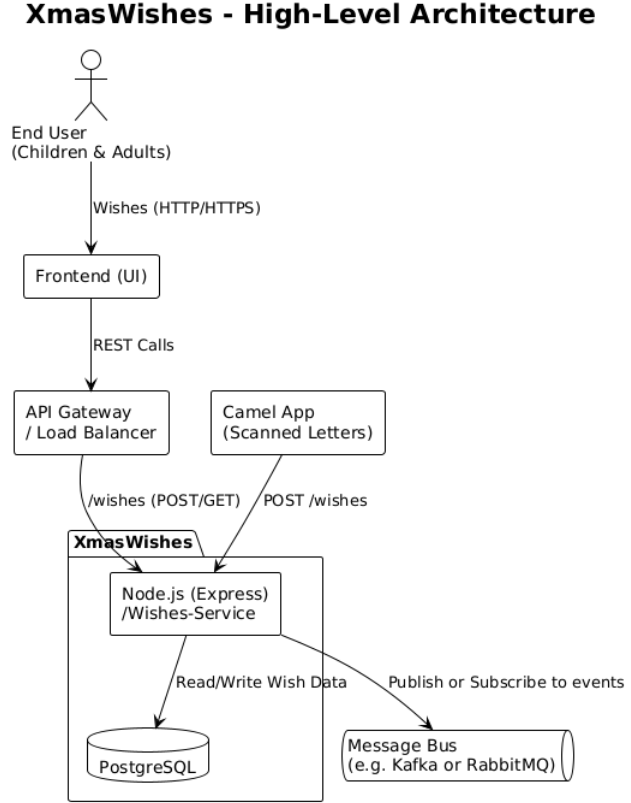 XmasWishes - High-Level Architecture
End User
(Children & Adults)
Wishes (HTTP/HTTPS)
Frontend (UI)
REST Calls
API Gateway
/ Load Balancer
Camel App
(Scanned Letters)
/wishes (POST/GET)
POST /wishes
XmasWishes
Node.js (Express)
/Wishes-Service
Read/Write Wish Data
Publish or Subscribe to events
PostgreSQL
Message Bus
(e.g. Kafka or RabbitMQ)